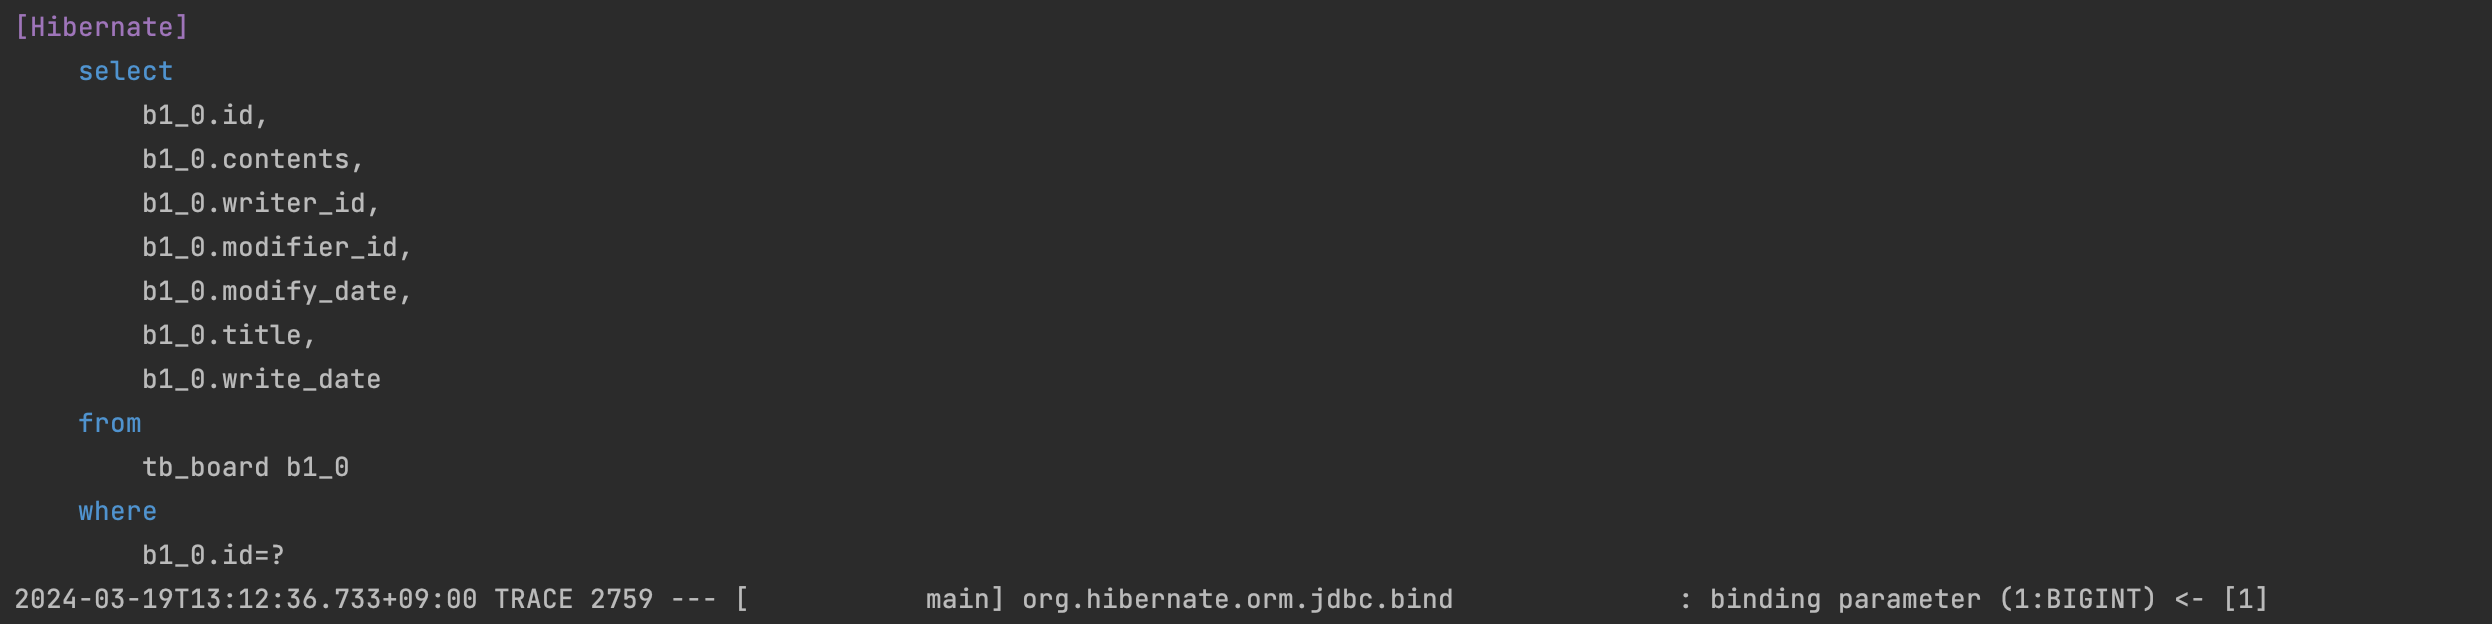 [Hibernate]
    select
        b1_0.id,
        b1_0.contents,
        b1_0.writer_id,
        b1_0.modifier_id,
        b1_0.modify_date,
        b1_0.title,
        b1_0.write_date
    from
        tb_board b1_0
    where
        b1_0.id=?
2024-03-19T13:12:36.733+09:00 TRACE 2759 --- [           main] org.hibernate.orm.jdbc.bind              : binding parameter (1:BIGINT) <- [1]